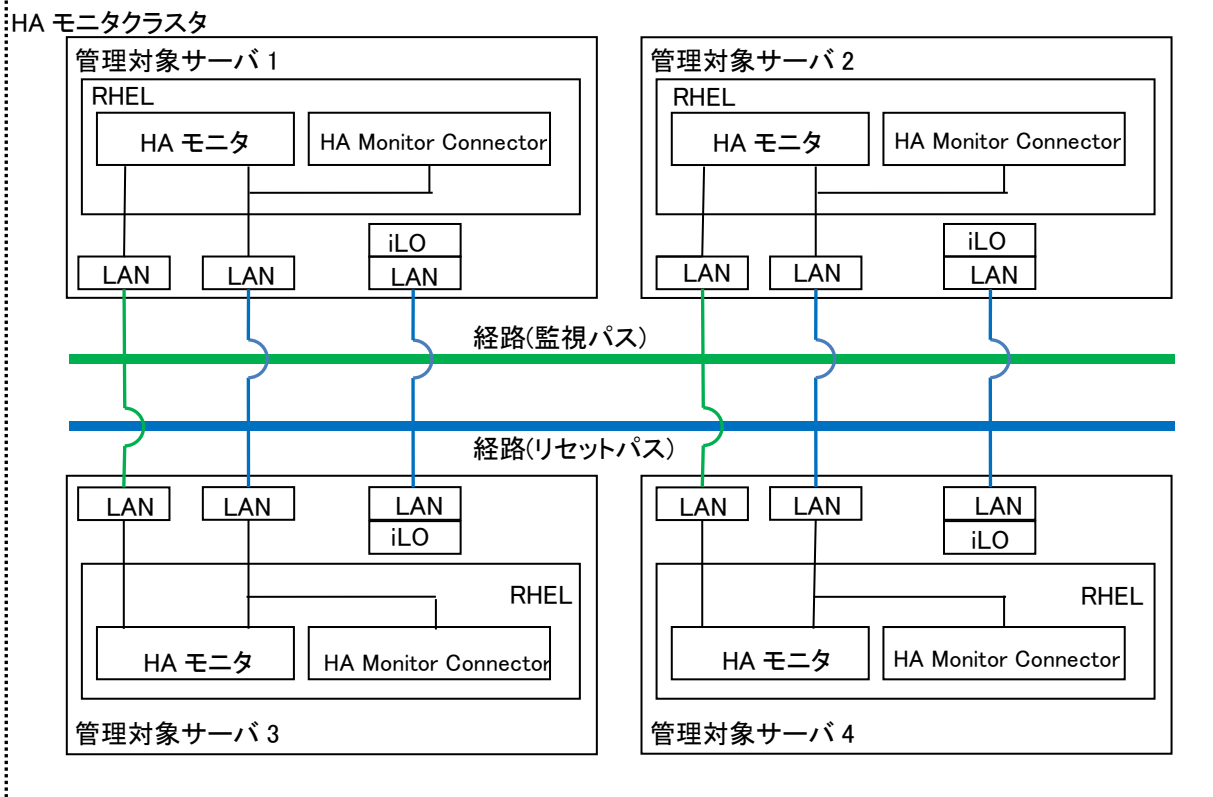 HA モニタクラスタ
管理対象サーバ 1
RHEL
HA モニタ
HA Monitor Connector
iLO
LAN
LAN
LAN
管理対象サーバ 2
RHEL
HA モニタ
HA Monitor Connector
iLO
LAN
LAN
LAN
経路(監視パス)
経路(リセットパス)
LAN
LAN
LAN
iLO
RHEL
HA モニタ
HA Monitor Connector
管理対象サーバ 3
LAN
LAN
LAN
iLO
RHEL
HA モニタ
HA Monitor Connector
管理対象サーバ 4